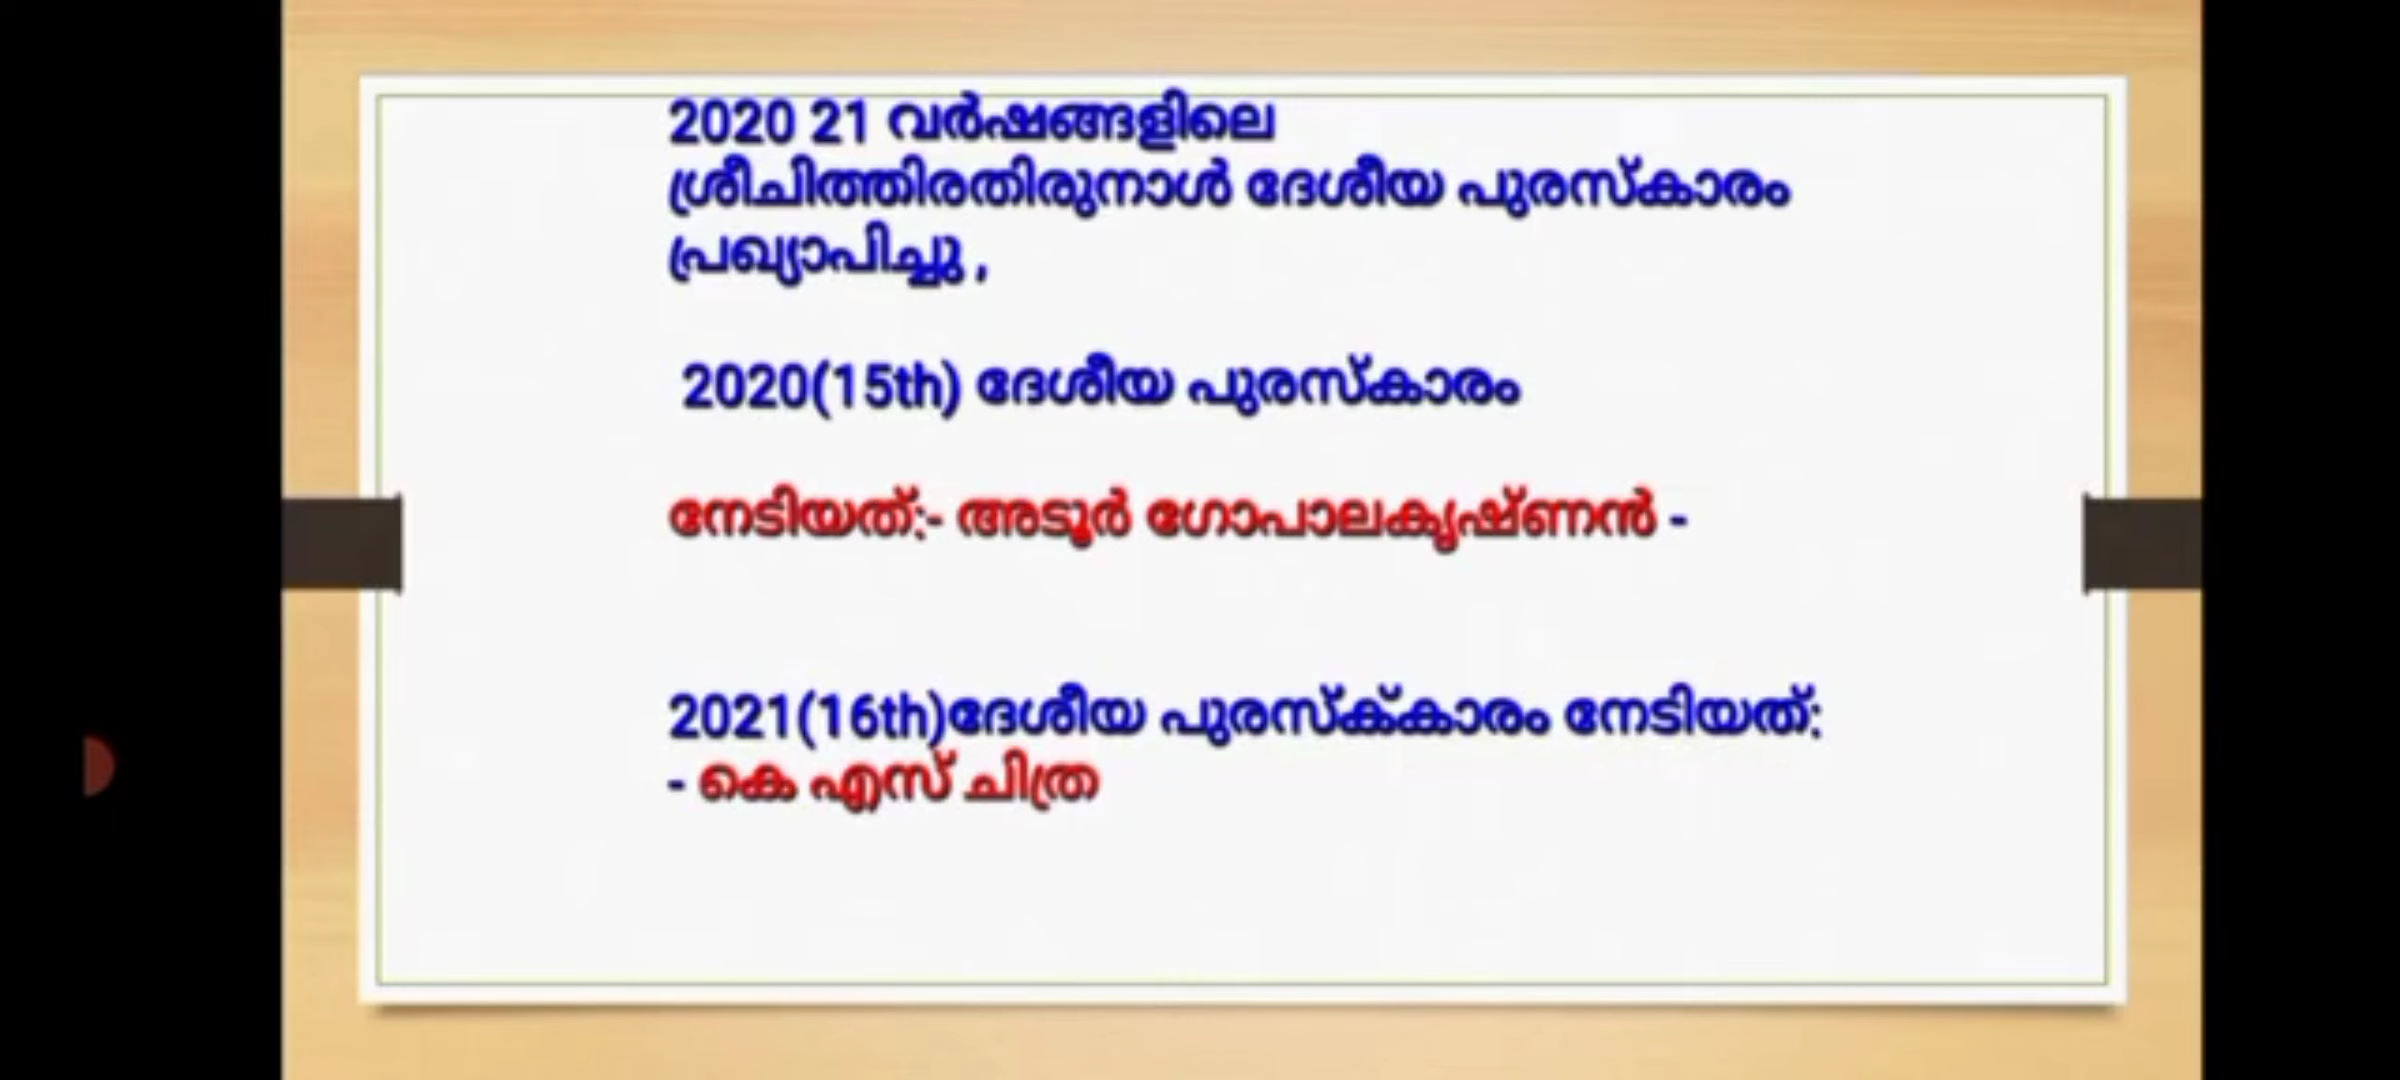 2020 21 വർഷങ്ങളിലെ
ശ്രീചിത്തിരതിരുനാൾ ദേശീയ പുരസ്കാരം
പ്രഖ്യാപിച്ചു ,
2020(15th) ദേശീയ പുരസ്കാരം
നേടിയത്:- അടൂർ ഗോപാലകൃഷ്ണൻ -
2021(16th)ദേശീയ പുരസ്ക്കാരം നേടിയത്:
- കെ എസ് ചിത്ര